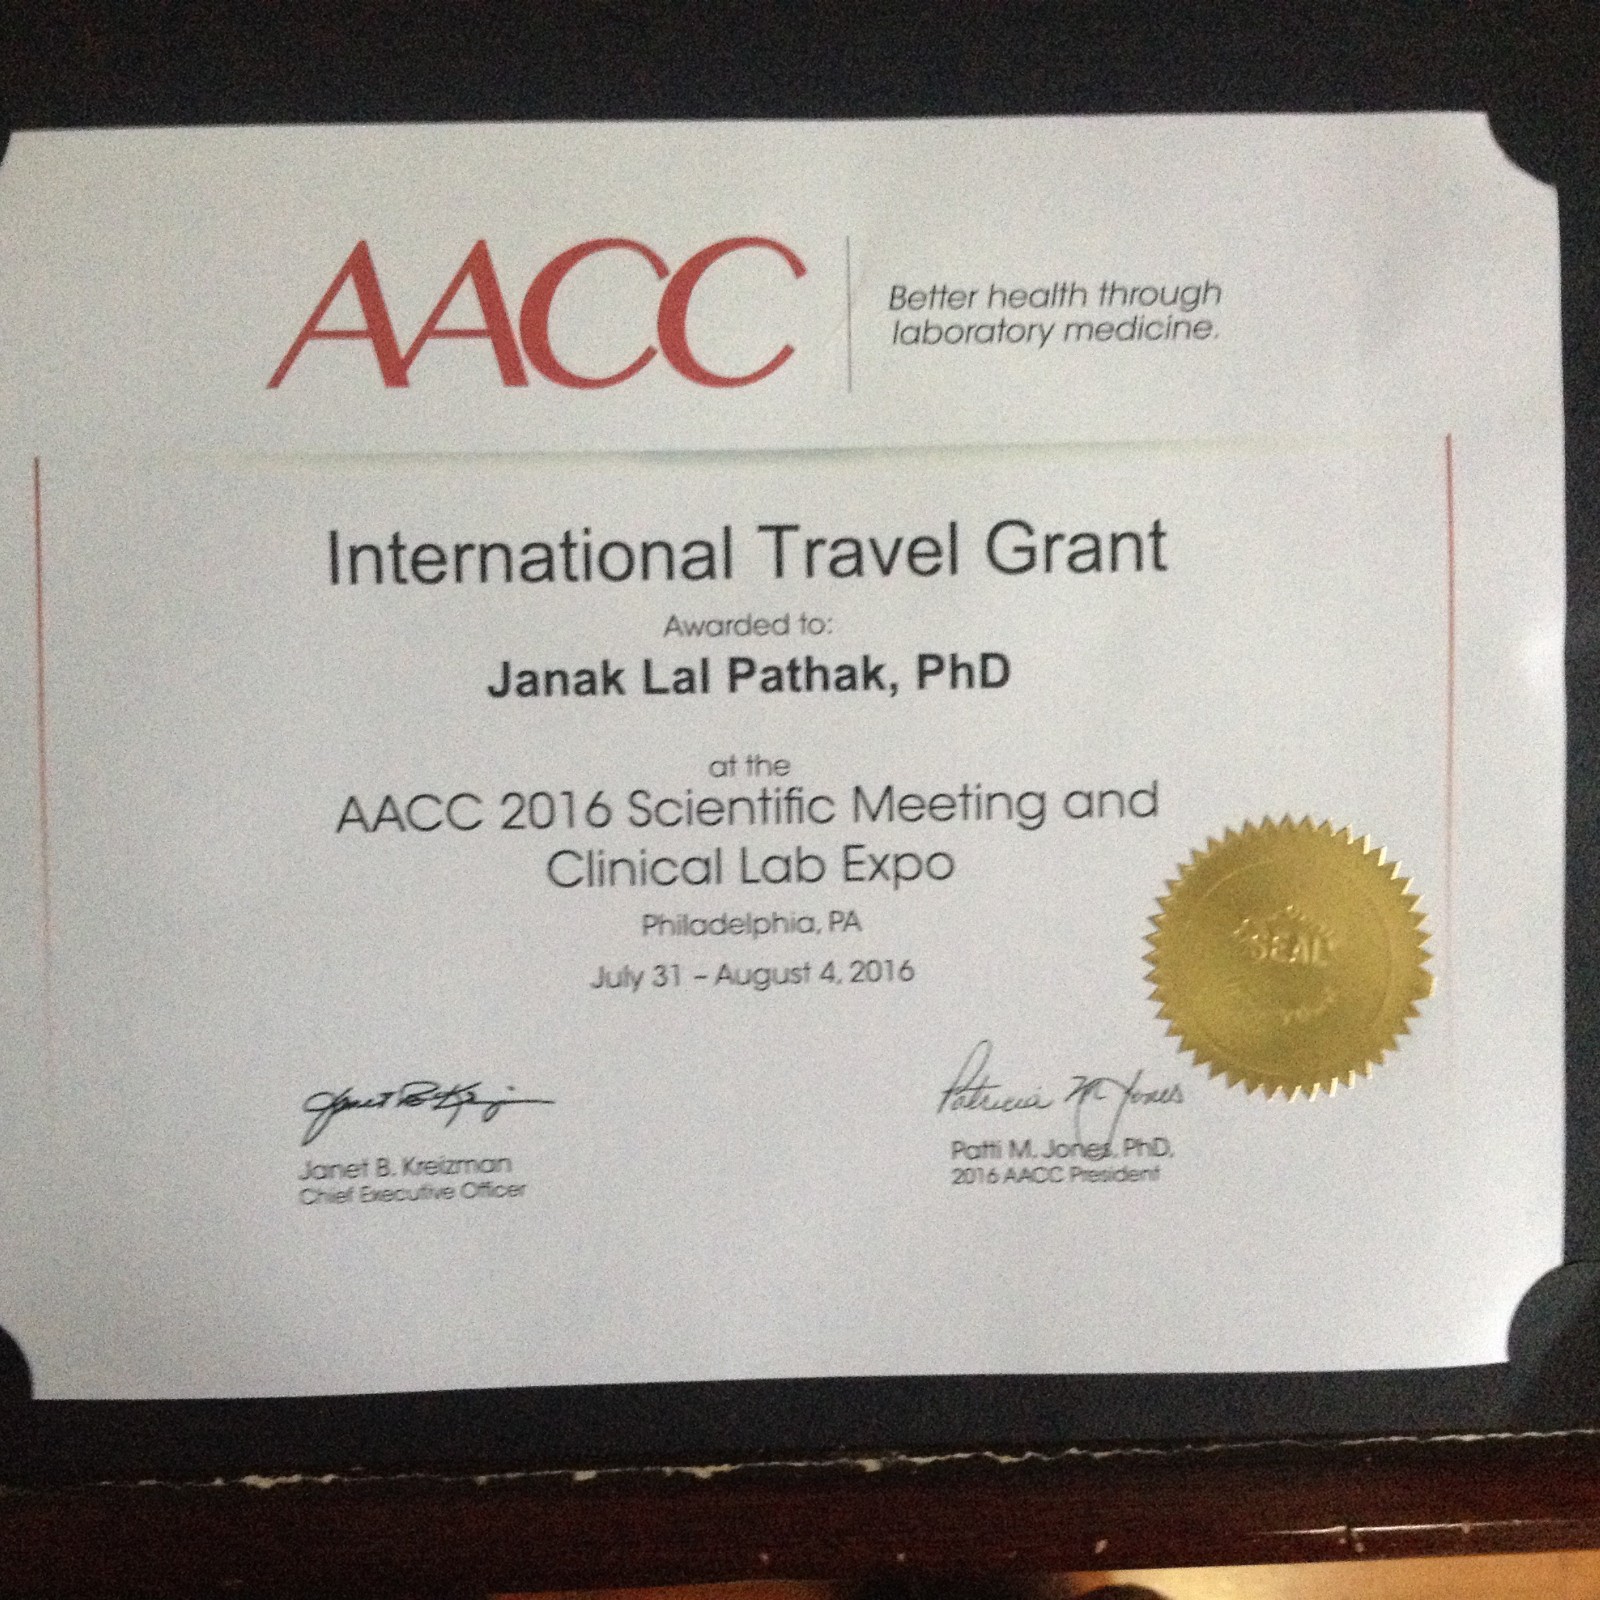 AACC
Better health through
laboratory medicine.
International Travel Grant
Awarded to:
Janak Lal Pathak, PhD
at the
AACC 2016 Scientific Meeting and
Clinical Lab Expo
Philadelphia, PA
July 31 – August 4, 2016
SEAL
Patricia M Jones
Janet B. Kreizman
Chief Executive Officer
Patti M. Jones, PhD,
2016 AACC President